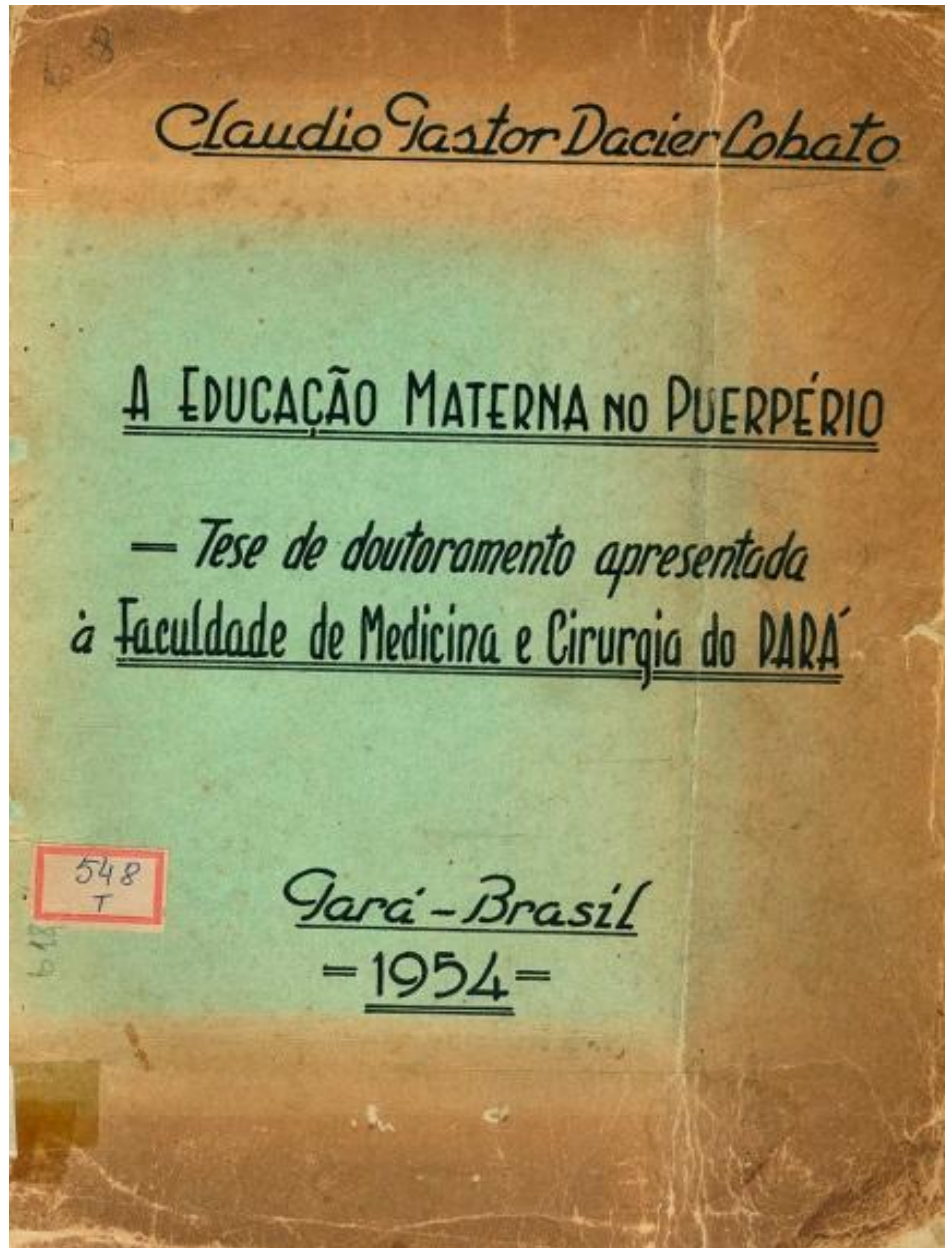 Claudio Pastor Dacier Lobato
A EDUCAÇÃO MATERNA NO PUERPÉRIO
— Tese de doutoramento apresentada
à Faculdade de Medicina e Cirurgia do PARÁ
548
T
Pará - Brasil
= 1954 =